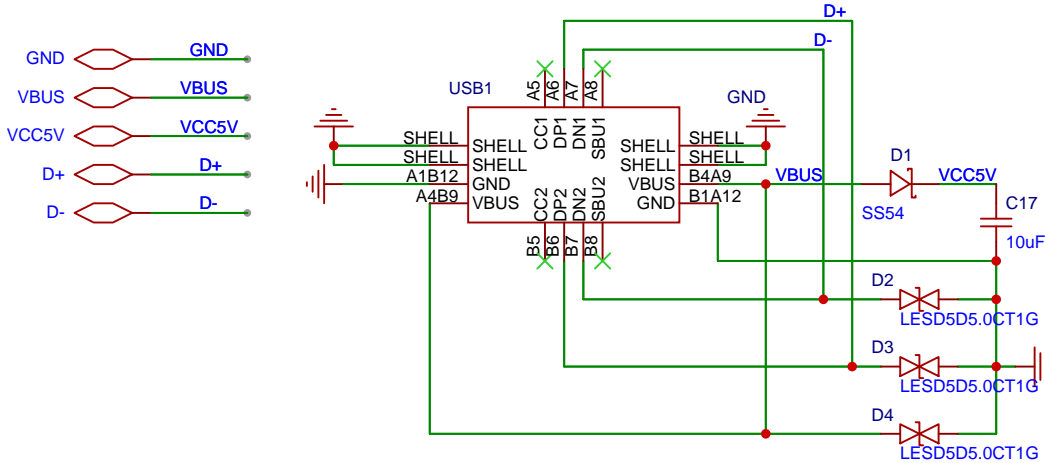 D+
D-
GND GND
VBUS VBUS
VCC5V VCC5V
D+ D+
D- D-
USB1
A5 A6 A7 A8
CC1 DP1 DN1 SBU1
GND
SHELL SHELL SHELL SHELL
SHELL SHELL SHELL SHELL
A1B12 GND VBUS B4A9
A4B9 VBUS GND B1A12
CC2 DP2 DN2 SBU2
B5 B6 B7 B8
VBUS
D1
SS54
VCC5V
C17
10uF
D2
LESD5D5.0CT1G
D3
LESD5D5.0CT1G
D4
LESD5D5.0CT1G